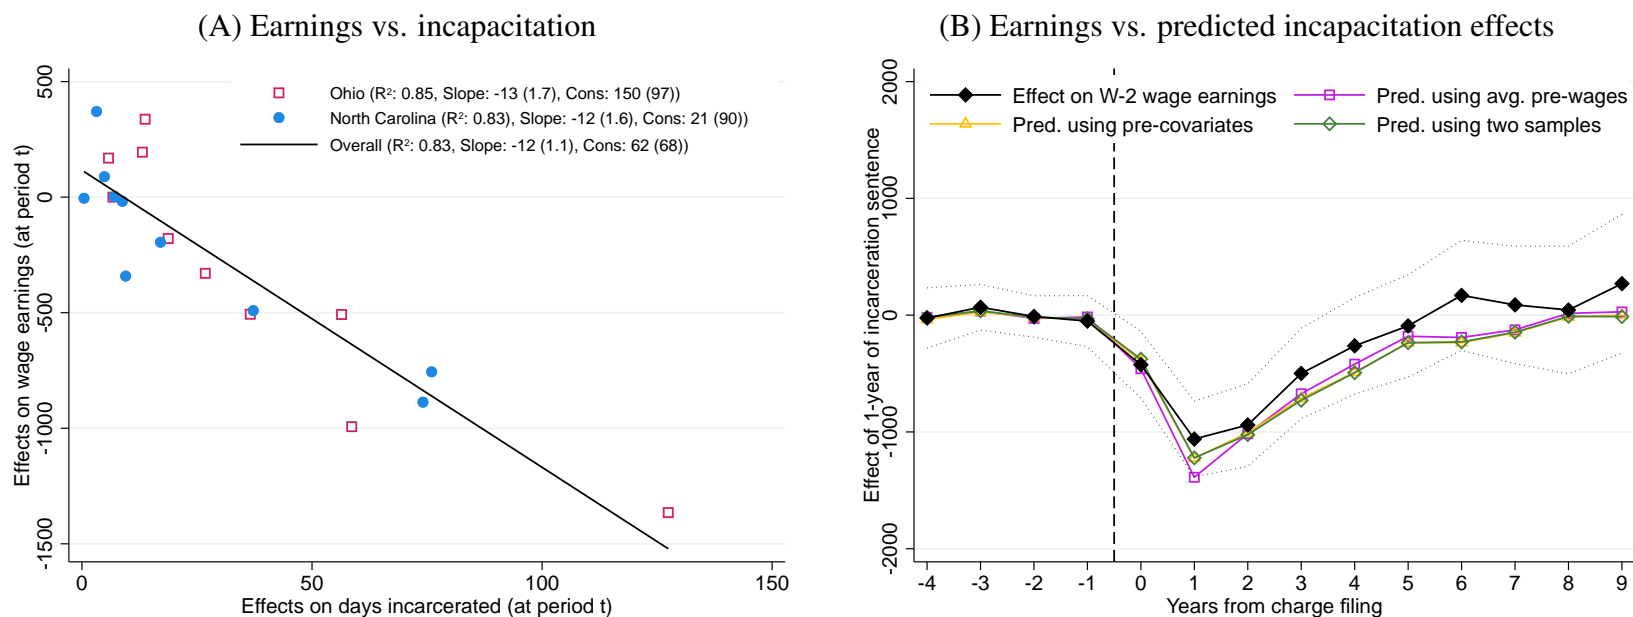 (A) Earnings vs. incapacitation
Effects on wage earnings (at period t)
500
0
-500
-1000
-1500
Ohio (R²: 0.85, Slope: -13 (1.7), Cons: 150 (97))
North Carolina (R²: 0.83), Slope: -12 (1.6), Cons: 21 (90))
Overall (R²: 0.83, Slope: -12 (1.1), Cons: 62 (68))
0 50 100 150
Effects on days incarcerated (at period t)
(B) Earnings vs. predicted incapacitation effects
Effect of 1-year of incarceration sentence
2000
1000
0
-1000
-2000
Effect on W-2 wage earnings
Pred. using avg. pre-wages
Pred. using pre-covariates
Pred. using two samples
-4 -3 -2 -1 0 1 2 3 4 5 6 7 8 9
Years from charge filing